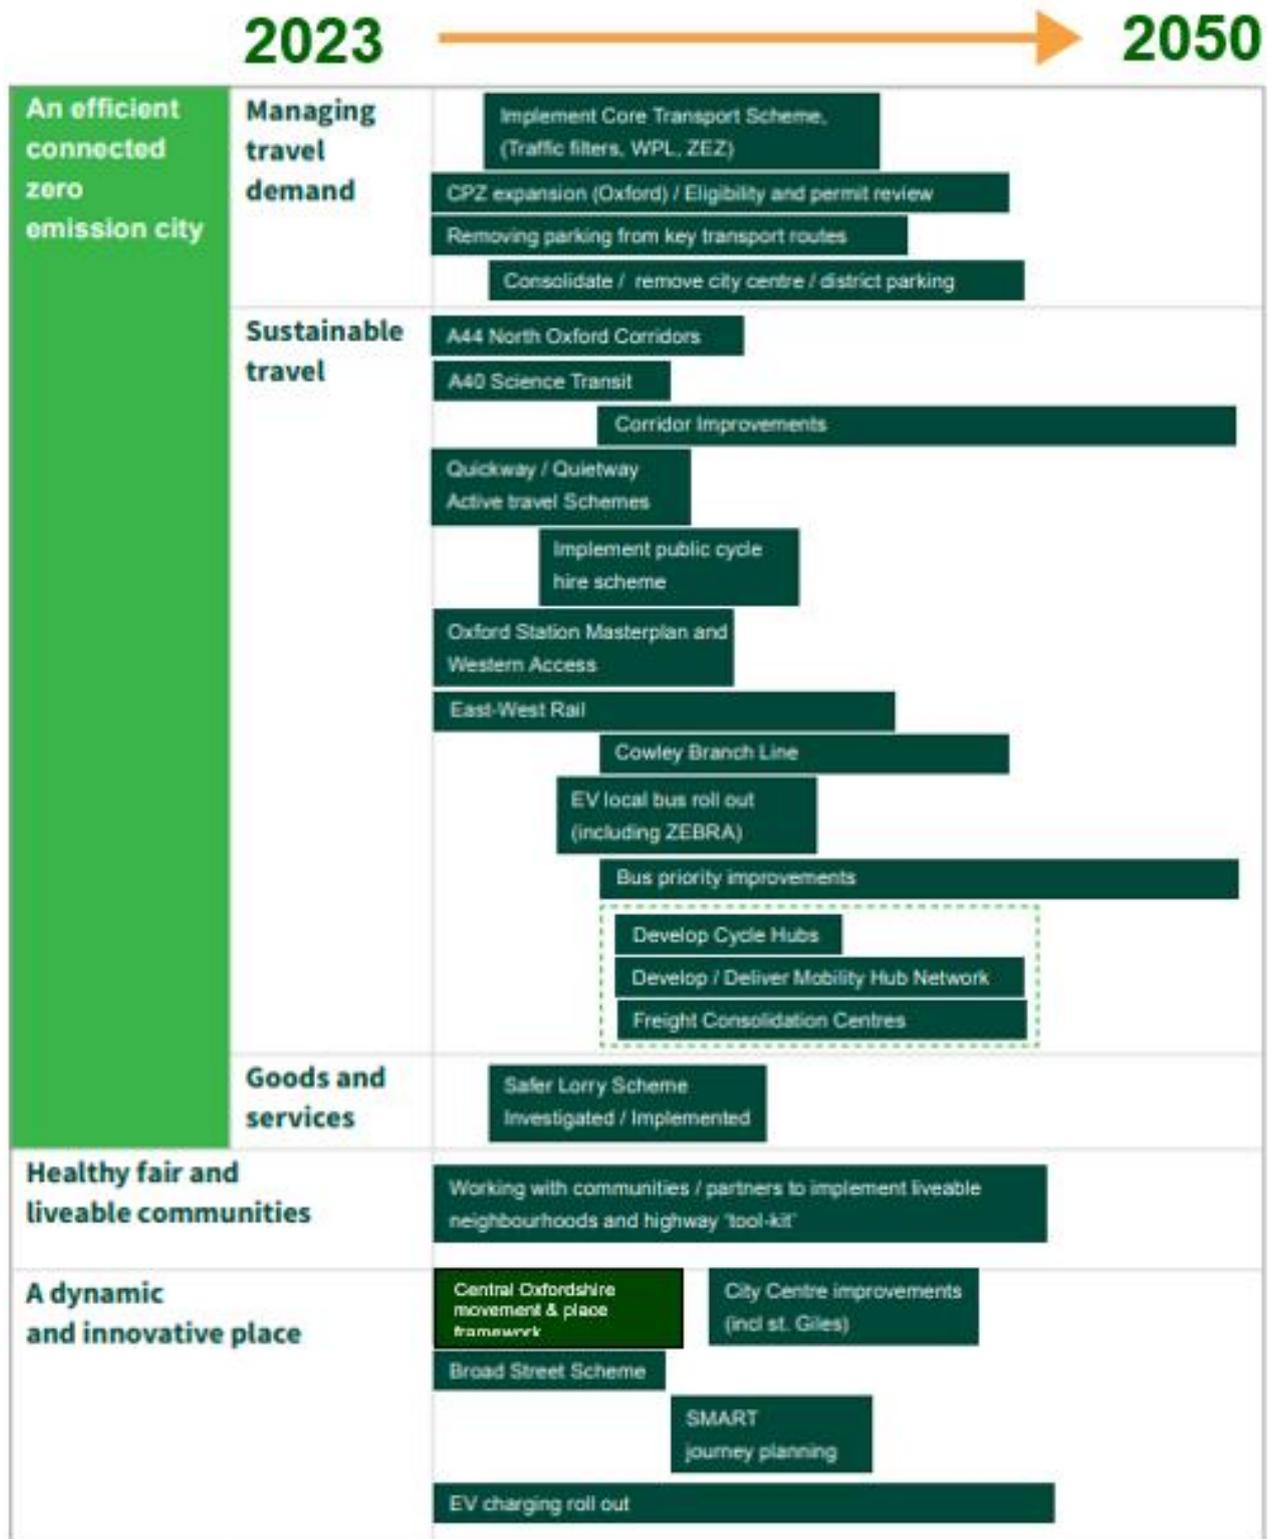 2023 2050
An efficient
connected
zero
emission city
Managing
travel
demand
Implement Core Transport Scheme,
(Traffic filters, WPL, ZEZ)
CPZ expansion (Oxford) / Eligibility and permit review
Removing parking from key transport routes
Consolidate / remove city centre / district parking
Sustainable
travel
A44 North Oxford Corridors
A40 Science Transit
Corridor Improvements
Quickway / Quietway
Active travel Schemes
Implement public cycle
hire scheme
Oxford Station Masterplan and
Western Access
East-West Rail
Cowley Branch Line
EV local bus roll out
(including ZEBRA)
Bus priority improvements
Develop Cycle Hubs
Develop / Deliver Mobility Hub Network
Freight Consolidation Centres
Goods and
services
Safer Lorry Scheme
Investigated / Implemented
Healthy fair and
liveable communities
Working with communities / partners to implement liveable
neighbourhoods and highway 'tool-kit'
A dynamic
and innovative place
Central Oxfordshire
movement & place
framework
City Centre improvements
(incl st. Giles)
Broad Street Scheme
SMART
journey planning
EV charging roll out